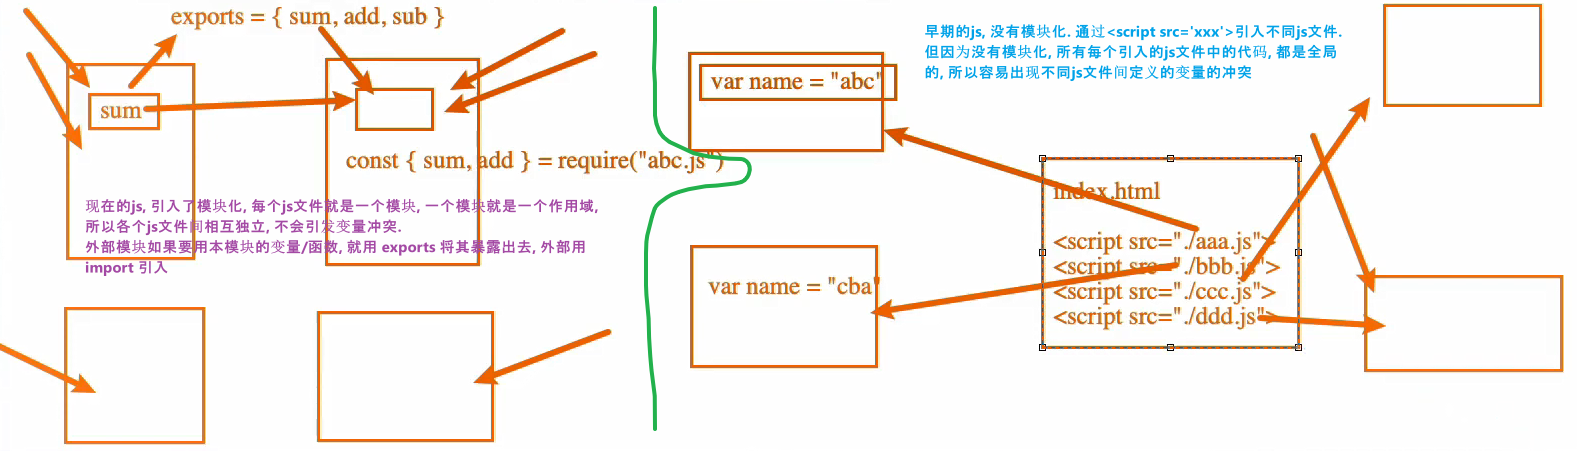 exports = { sum, add, sub }
sum
const { sum, add } = require("abc.js")
现在的js, 引入了模块化, 每个js文件就是一个模块, 一个模块就是一个作用域,
所以各个js文件间相互独立, 不会引发变量冲突.
外部模块如果要用本模块的变量/函数, 就用 exports 将其暴露出去, 外部用
import 引入
早期的js, 没有模块化. 通过<script src='xxx'>引入不同js文件.
但因为没有模块化, 所有每个引入的js文件中的代码, 都是全局
的, 所以容易出现不同js文件间定义的变量的冲突
var name = "abc"
var name = "cba"
index.html
<script src="./aaa.js">
<script src="./bbb.js">
<script src="./ccc.js">
<script src="./ddd.js">